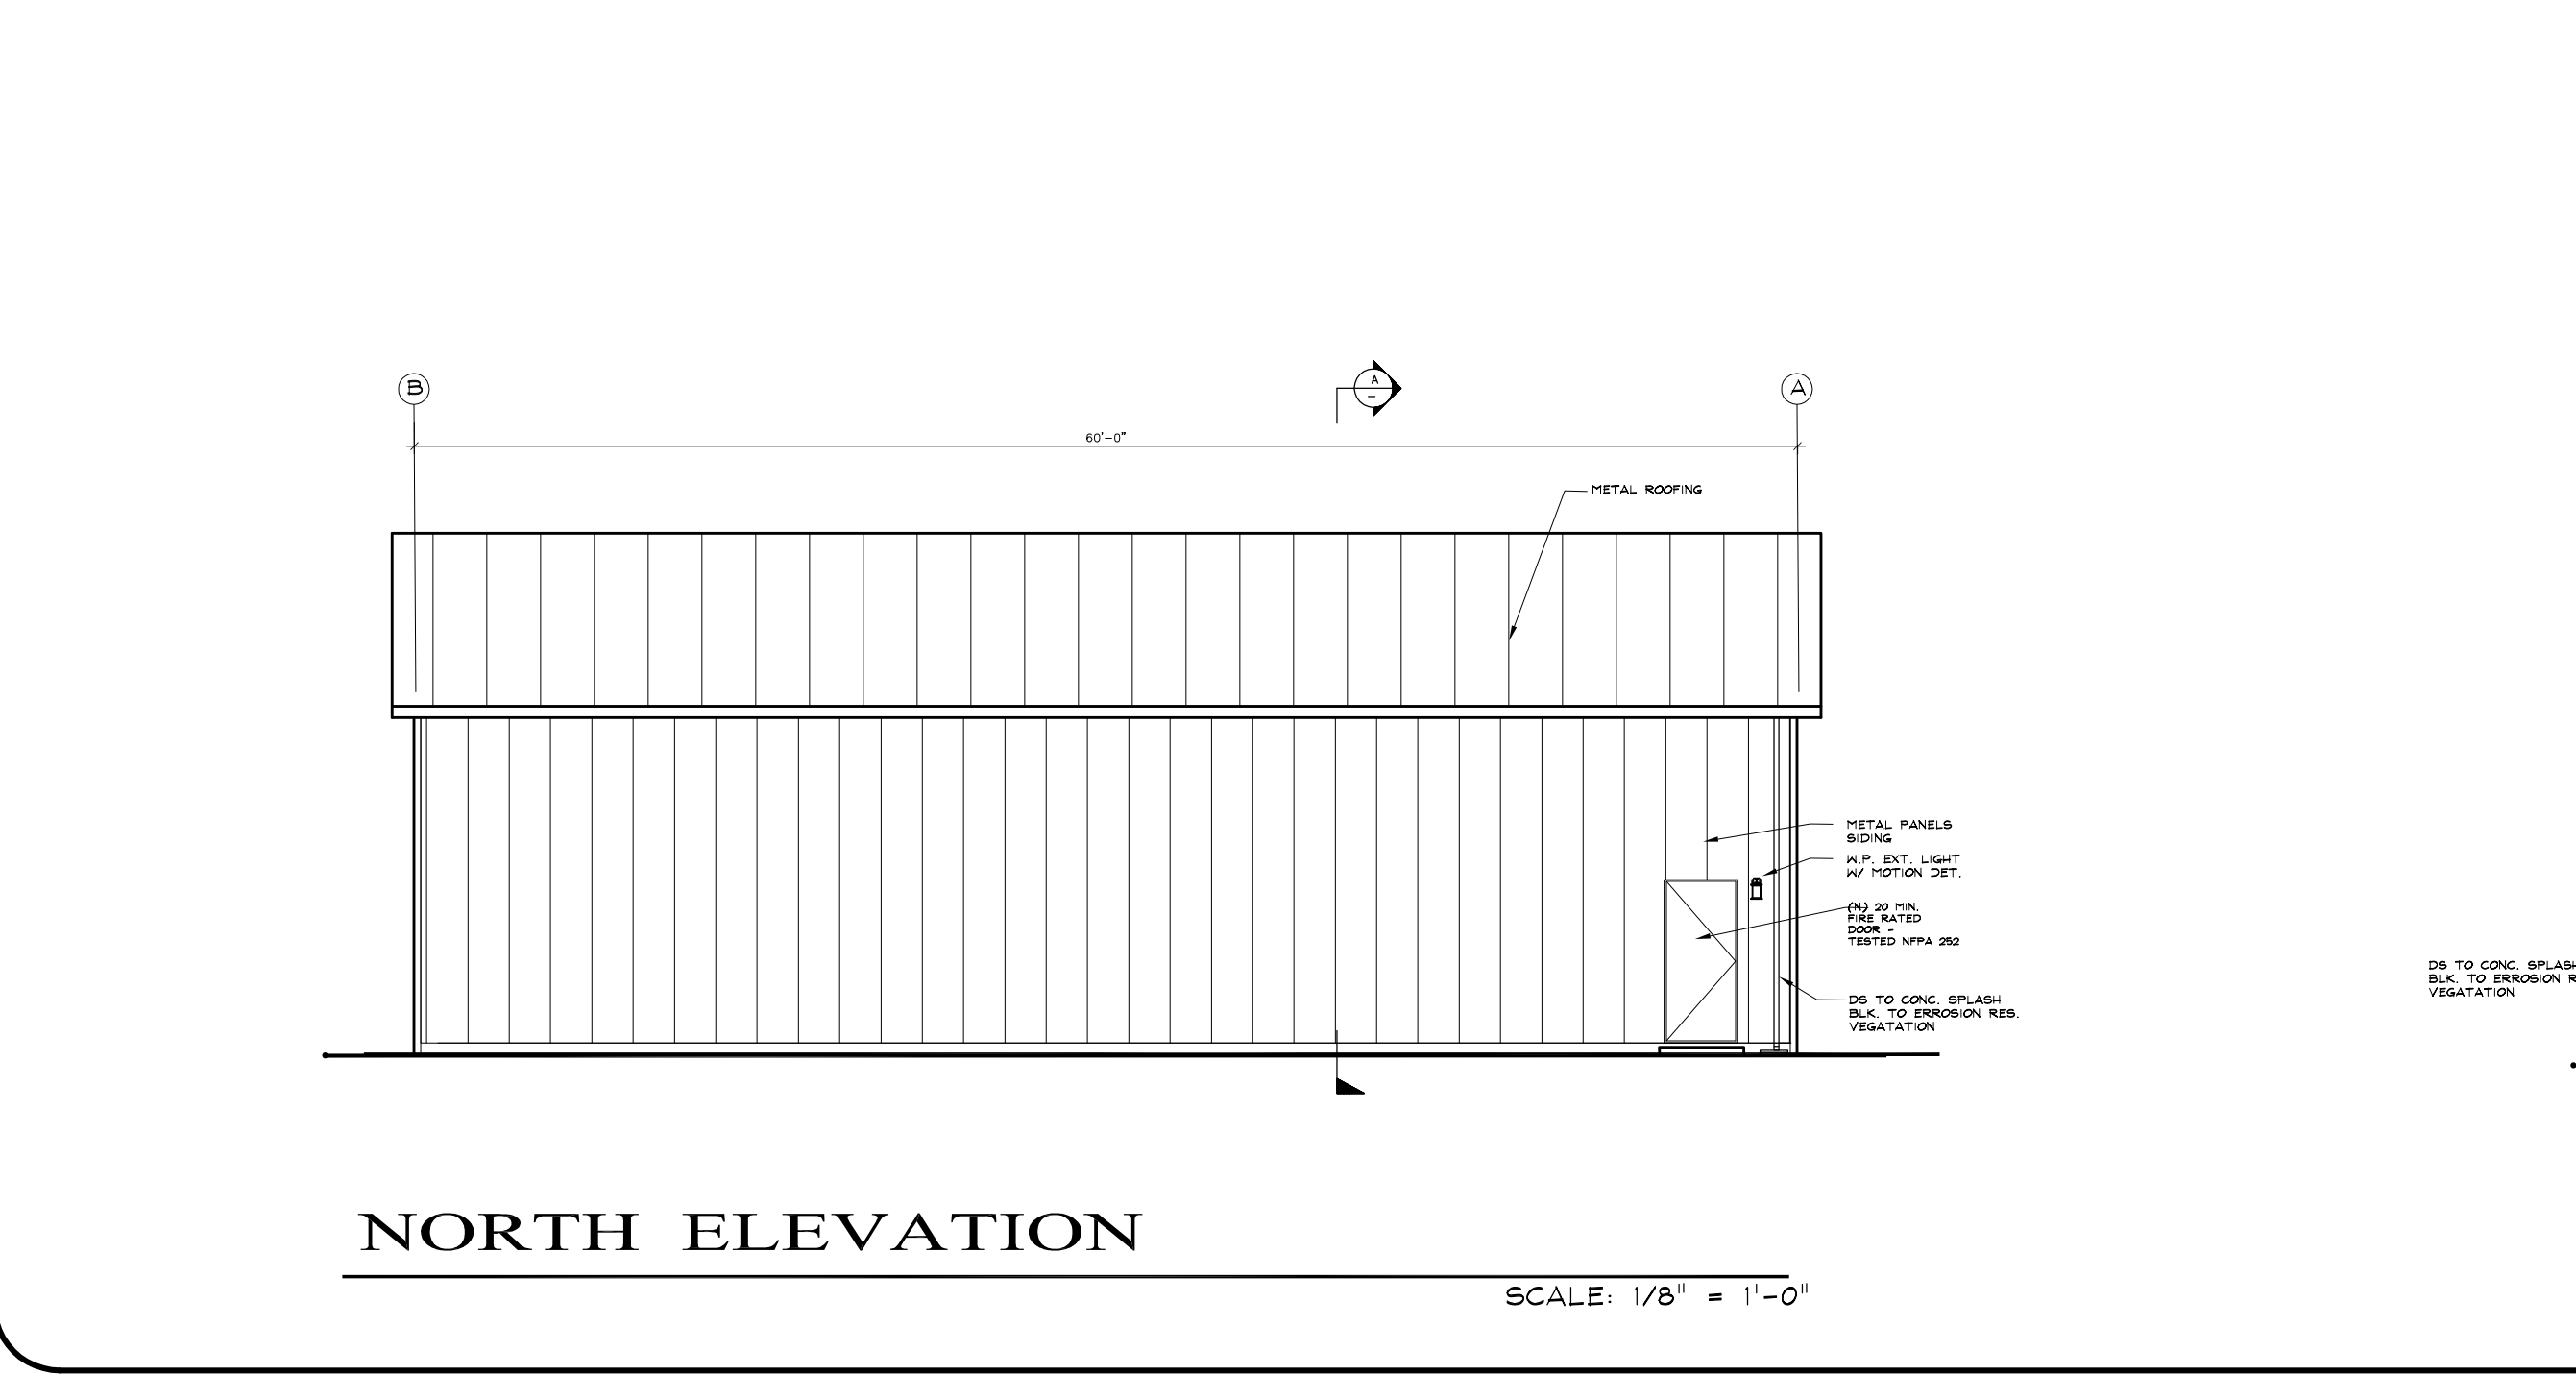 B
A
—
A
60'-0"
METAL ROOFING
METAL PANELS
SIDING
W.P. EXT. LIGHT
W/ MOTION DET.
(N) 20 MIN.
FIRE RATED
DOOR -
TESTED NFPA 252
DS TO CONC. SPLASH
BLK. TO ERROSION RES.
VEGATATION
DS TO CONC. SPLASH
BLK. TO ERROSION R
VEGATATION
NORTH ELEVATION
SCALE: 1/8" = 1'-0"